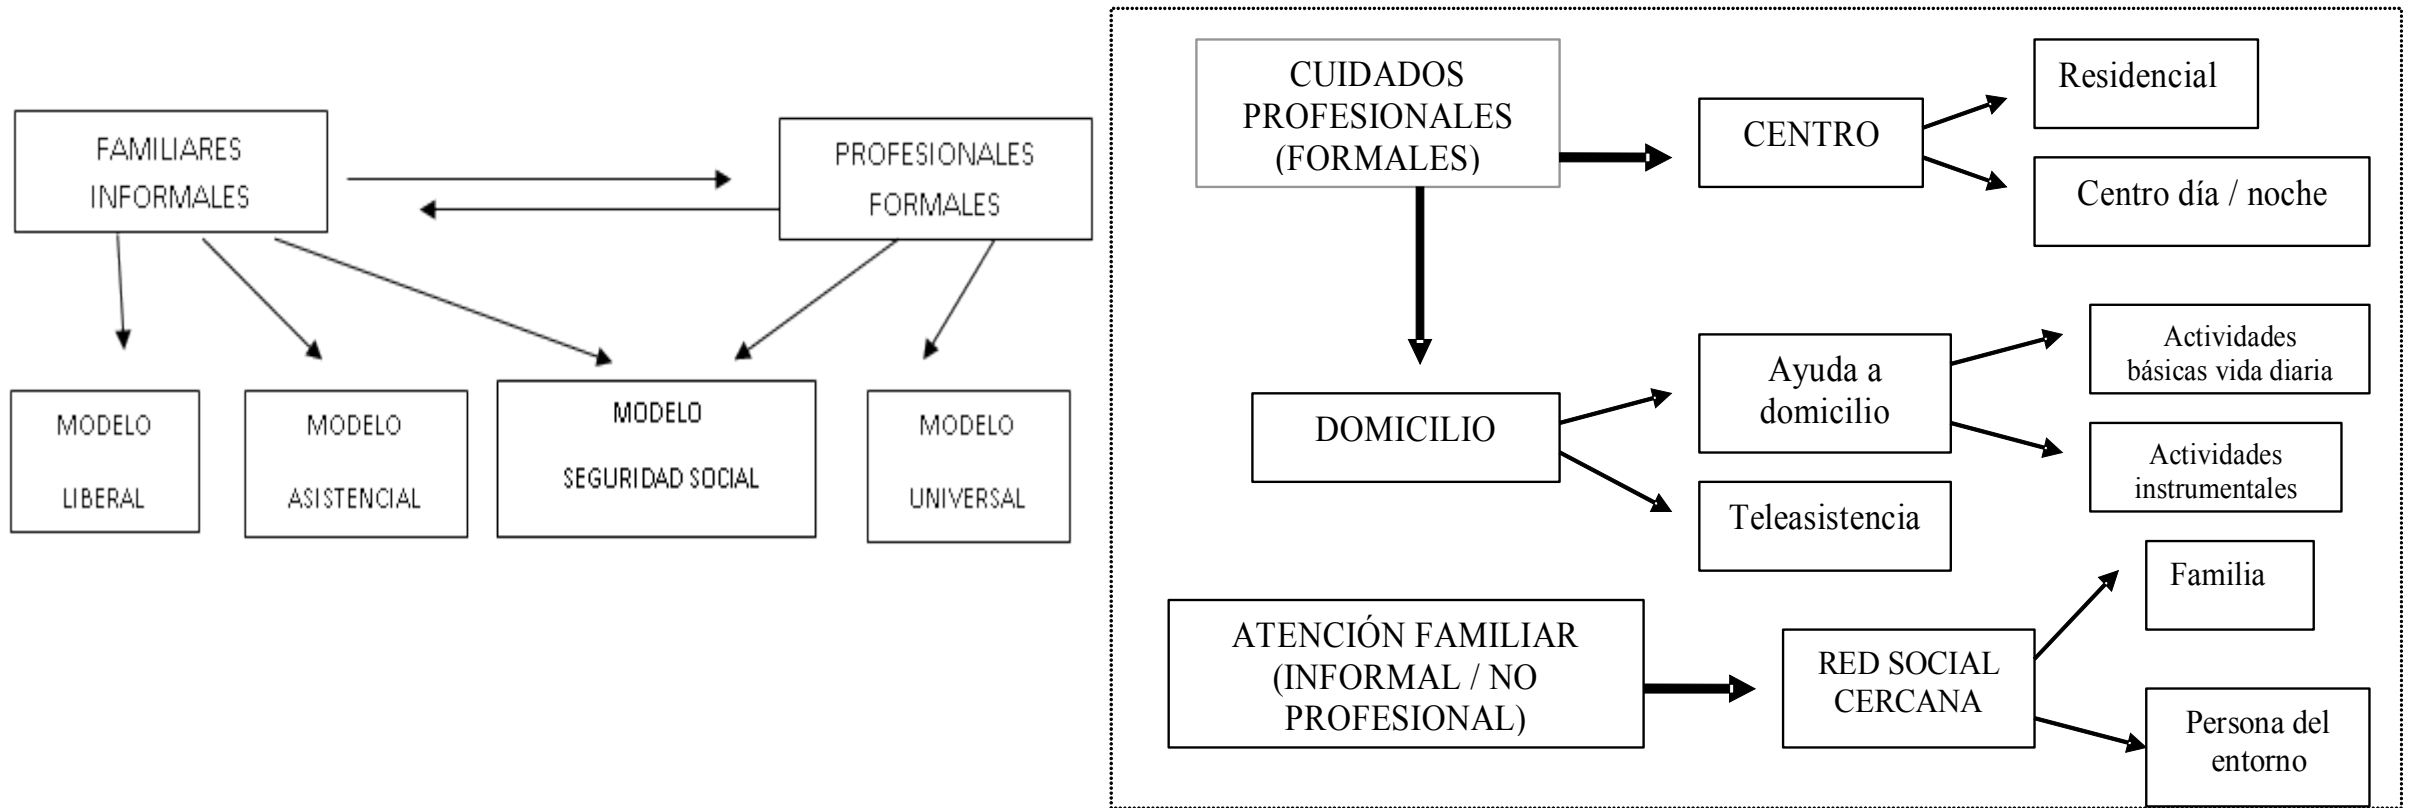 FAMILIARES
INFORMALES
PROFESIONALES
FORMALES
MODELO
LIBERAL
MODELO
ASISTENCIAL
MODELO
SEGURIDAD SOCIAL
MODELO
UNIVERSAL
CUIDADOS
PROFESIONALES
(FORMALES)
CENTRO
Residencial
Centro día / noche
DOMICILIO
Ayuda a
domicilio
Actividades
básicas vida diaria
Actividades
instrumentales
Teleasistencia
ATENCIÓN FAMILIAR
(INFORMAL / NO
PROFESIONAL)
RED SOCIAL
CERCANA
Familia
Persona del
entorno